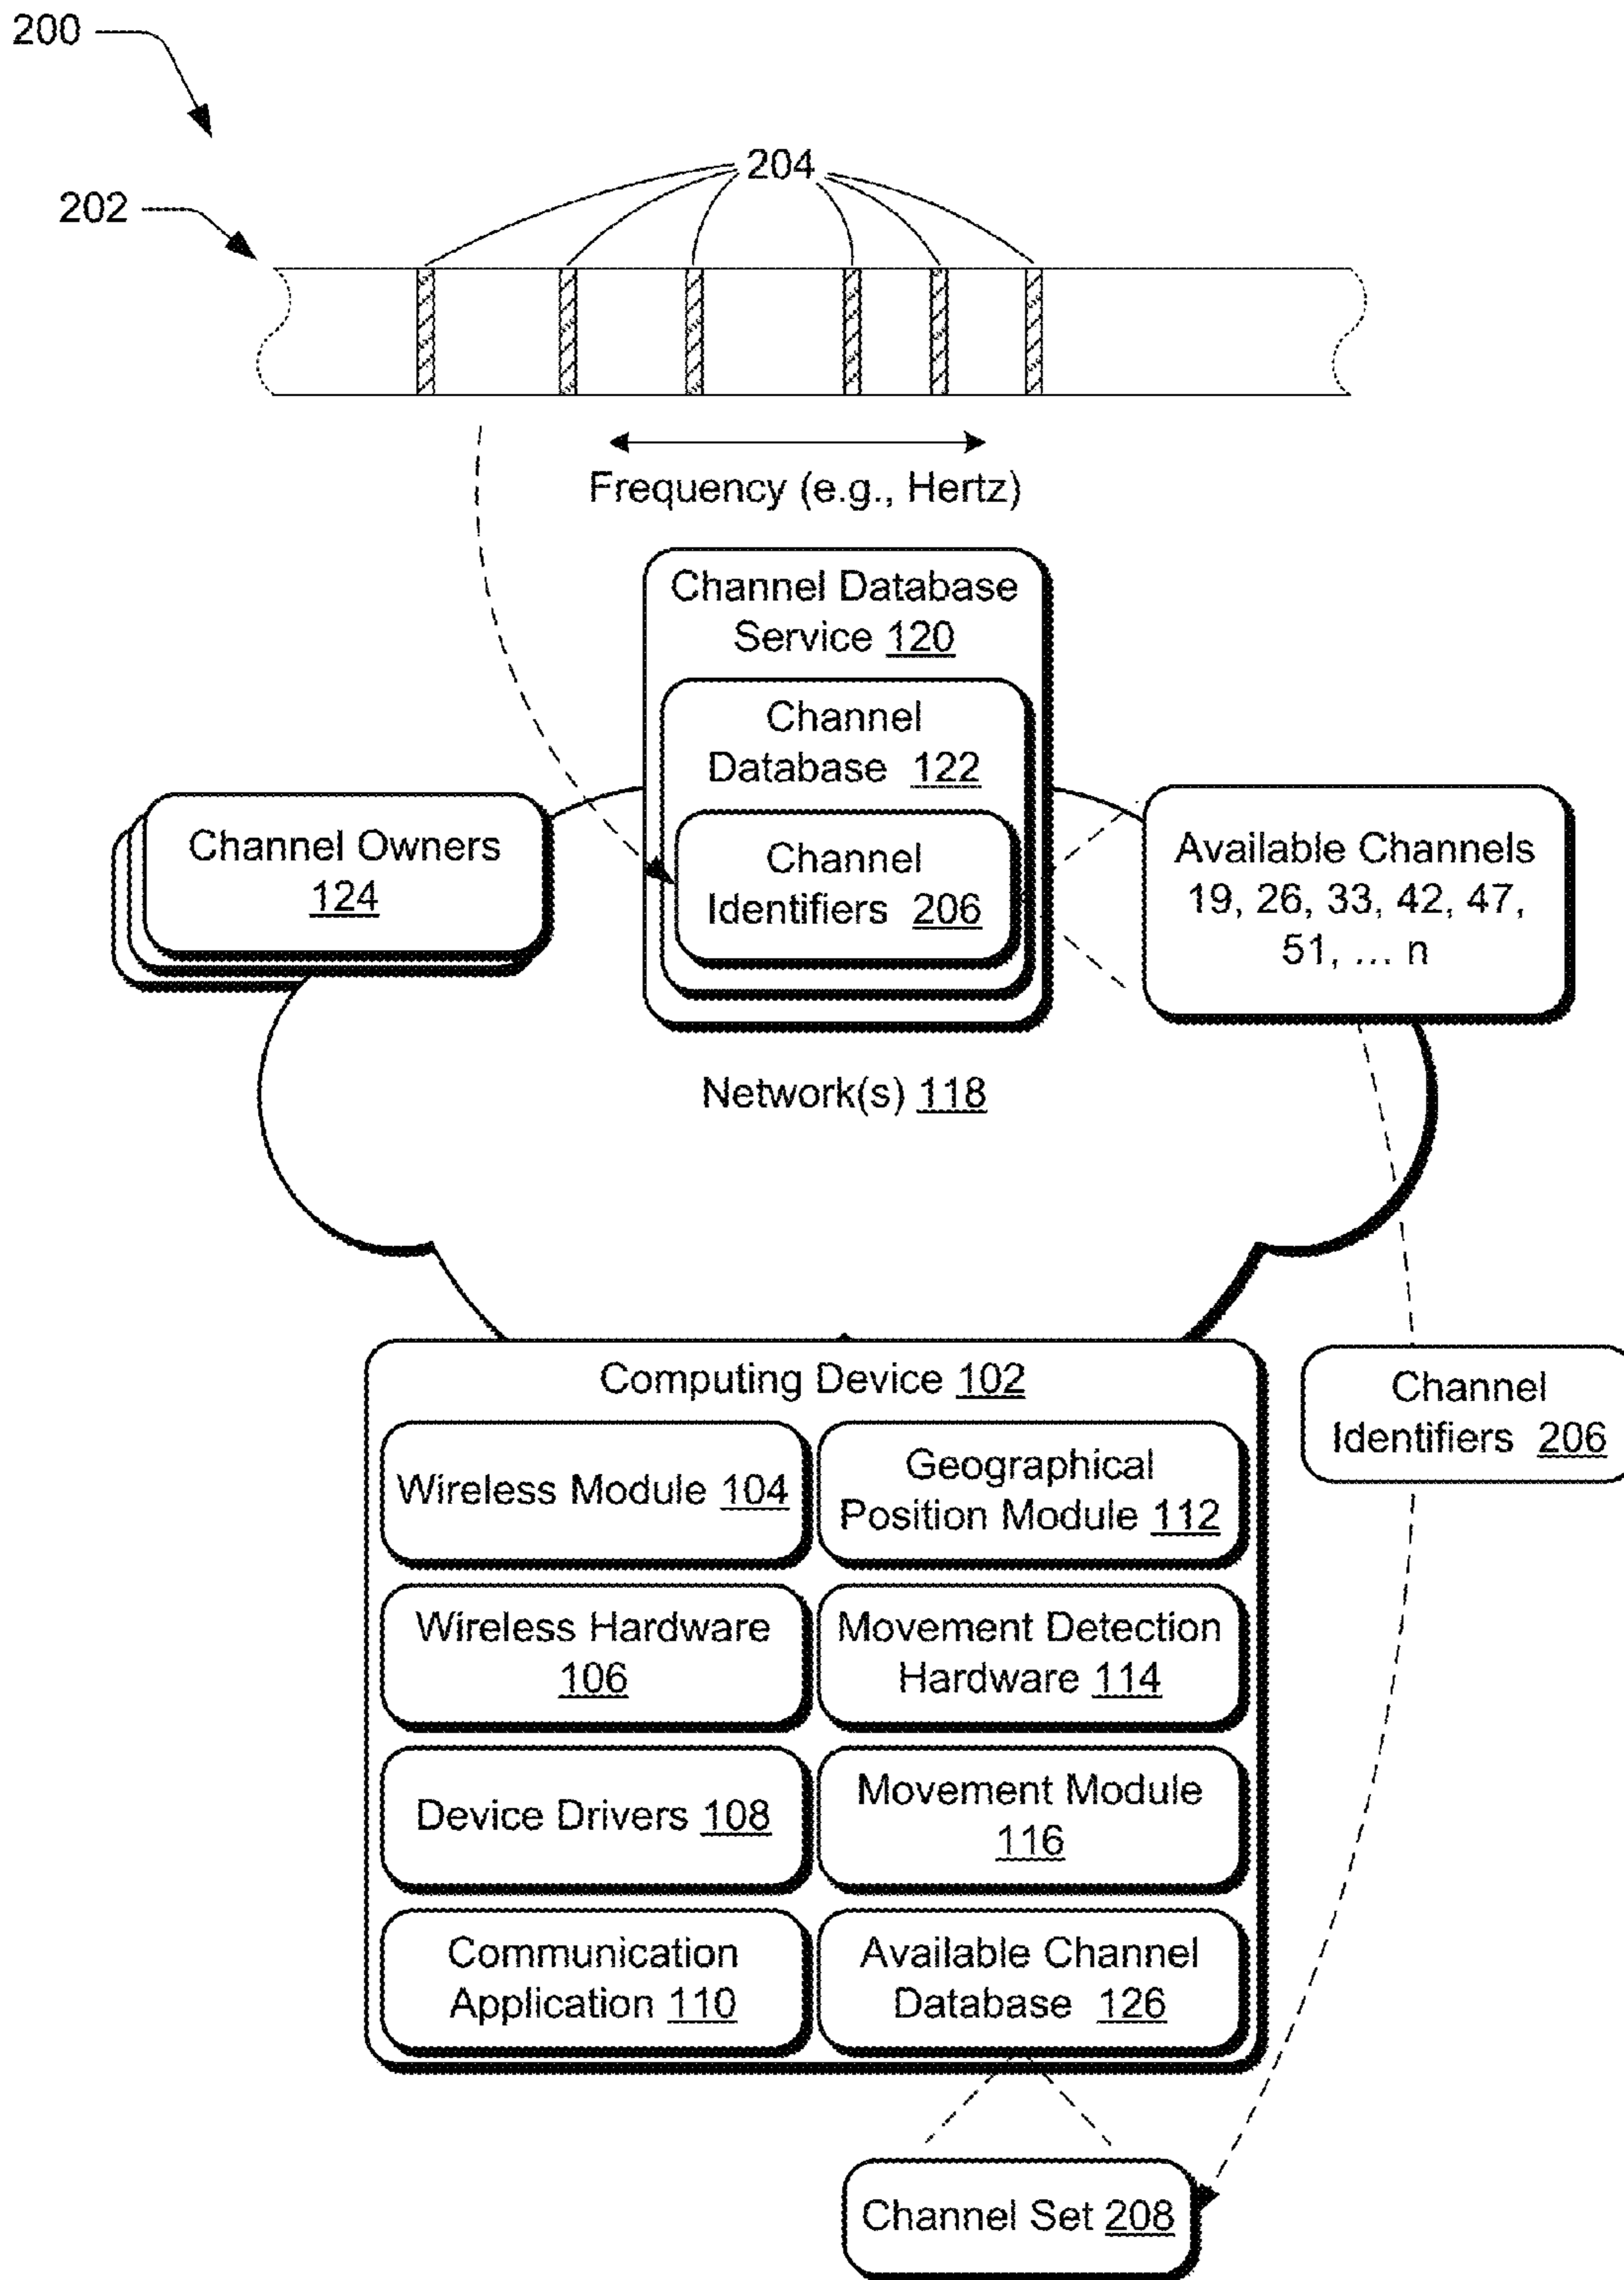 200
204
202
Frequency (e.g., Hertz)
Channel Database
Service 120
Channel
Database 122
Channel
Identifiers 206
Channel Owners
124
Available Channels
19, 26, 33, 42, 47,
51, ... n
Network(s) 118
Computing Device 102
Wireless Module 104
Geographical
Position Module 112
Wireless Hardware
106
Movement Detection
Hardware 114
Device Drivers 108
Movement Module
116
Communication
Application 110
Available Channel
Database 126
Channel
Identifiers 206
Channel Set 208